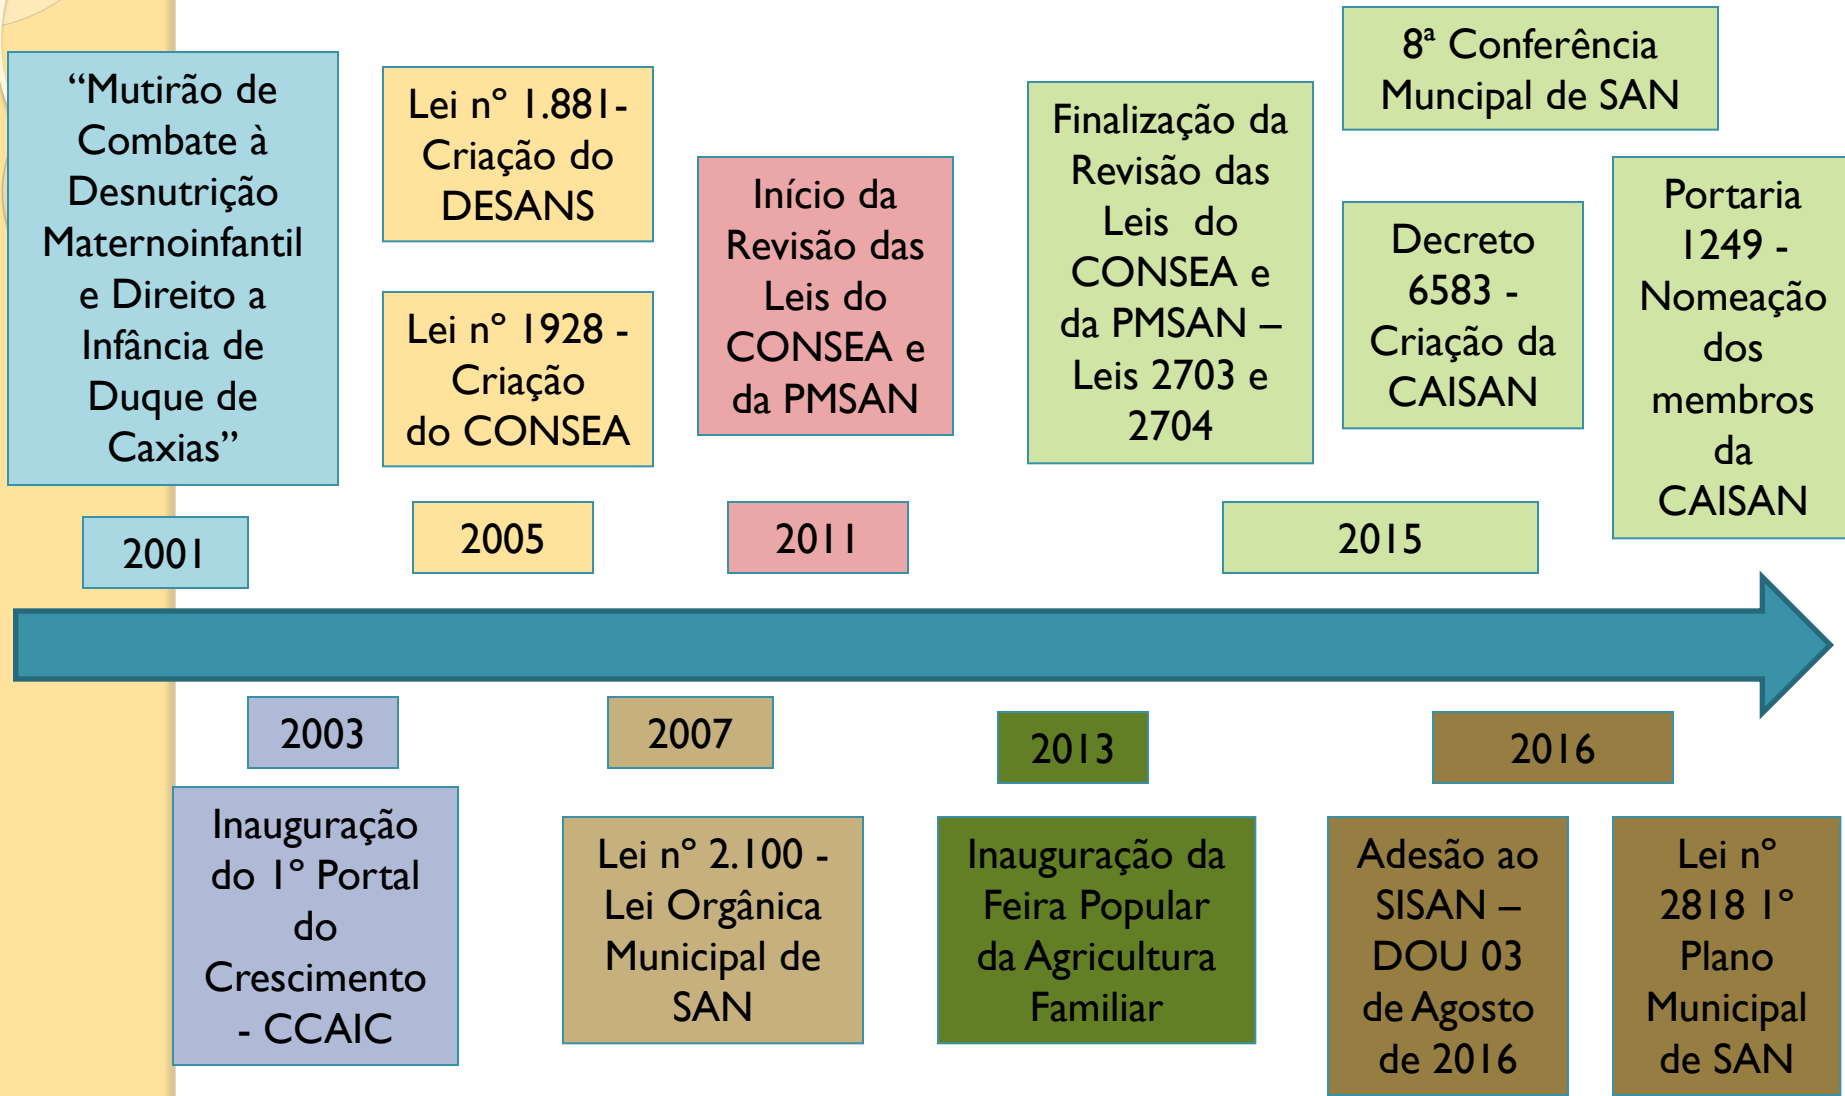 “Mutirão de
Combate à
Desnutrição
Maternoinfantil
e Direito a
Infância de
Duque de
Caxias”
2001
Lei nº 1.881-
Criação do
DESANS
Lei nº 1928 -
Criação
do CONSEA
2005
Início da
Revisão das
Leis do
CONSEA e
da PMSAN
2011
Finalização da
Revisão das
Leis do
CONSEA e
da PMSAN –
Leis 2703 e
2704
8ª Conferência
Muncipal de SAN
Decreto
6583 -
Criação da
CAISAN
Portaria
1249 -
Nomeação
dos
membros
da
CAISAN
2015
2003
Inauguração
do 1º Portal
do
Crescimento
- CCAIC
2007
Lei nº 2.100 -
Lei Orgânica
Municipal de
SAN
2013
Inauguração da
Feira Popular
da Agricultura
Familiar
2016
Adesão ao
SISAN –
DOU 03
de Agosto
de 2016
Lei nº
2818 1º
Plano
Municipal
de SAN